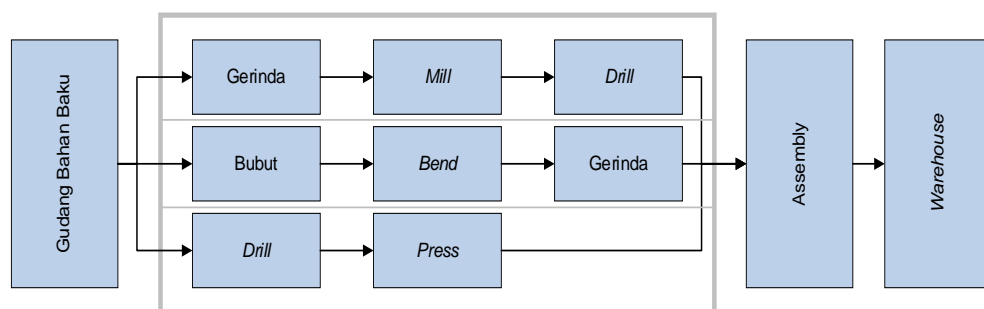 Gudang Bahan Baku
Gerinda
Mill
Drill
Bubut
Bend
Gerinda
Drill
Press
Assembly
Warehouse